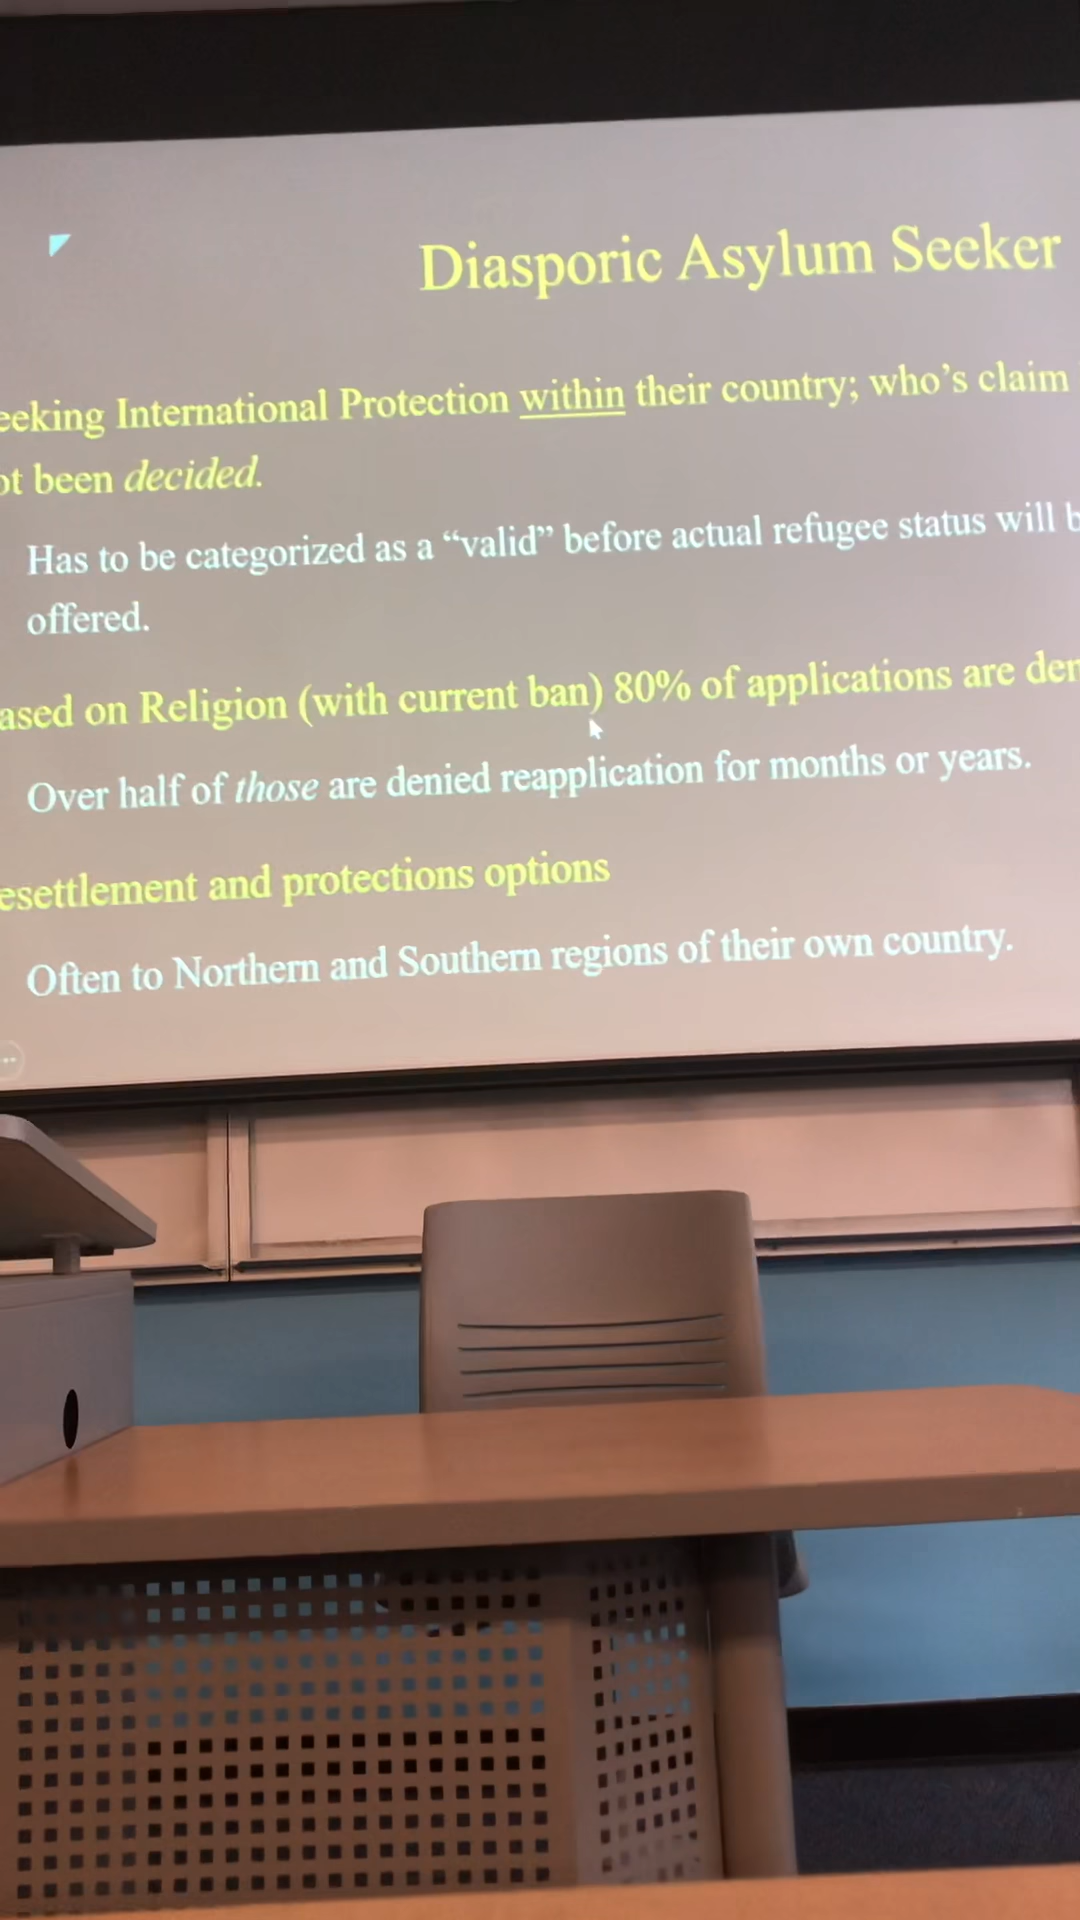 Diasporic Asylum Seeker
eeking International Protection within their country; who's claim
ot been decided.
Has to be categorized as a “valid” before actual refugee status will b
offered.
ased on Religion (with current ban) 80% of applications are den
Over half of those are denied reapplication for months or years.
esettlement and protections options
Often to Northern and Southern regions of their own country.